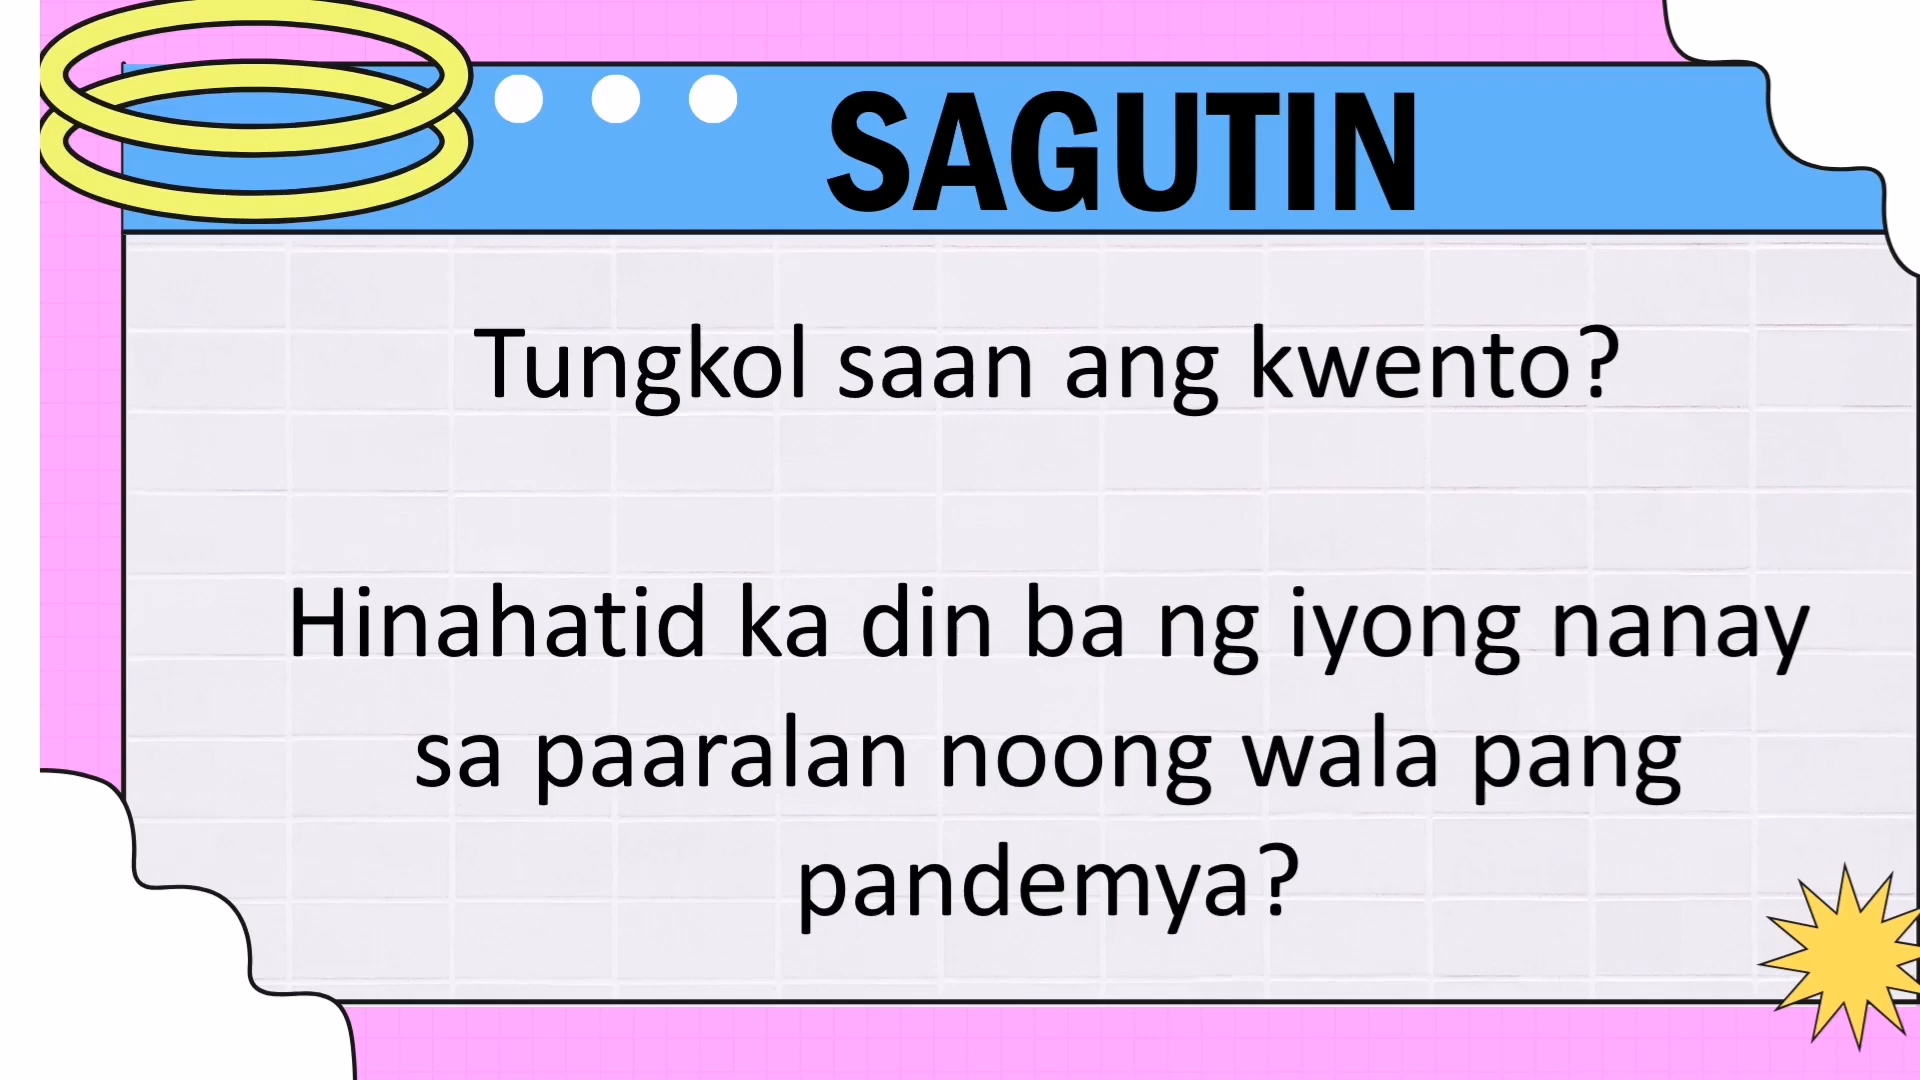 SAGUTIN
Tungkol saan ang kwento?
Hinahatid ka din ba ng iyong nanay
sa paaralan noong wala pang
pandemya?